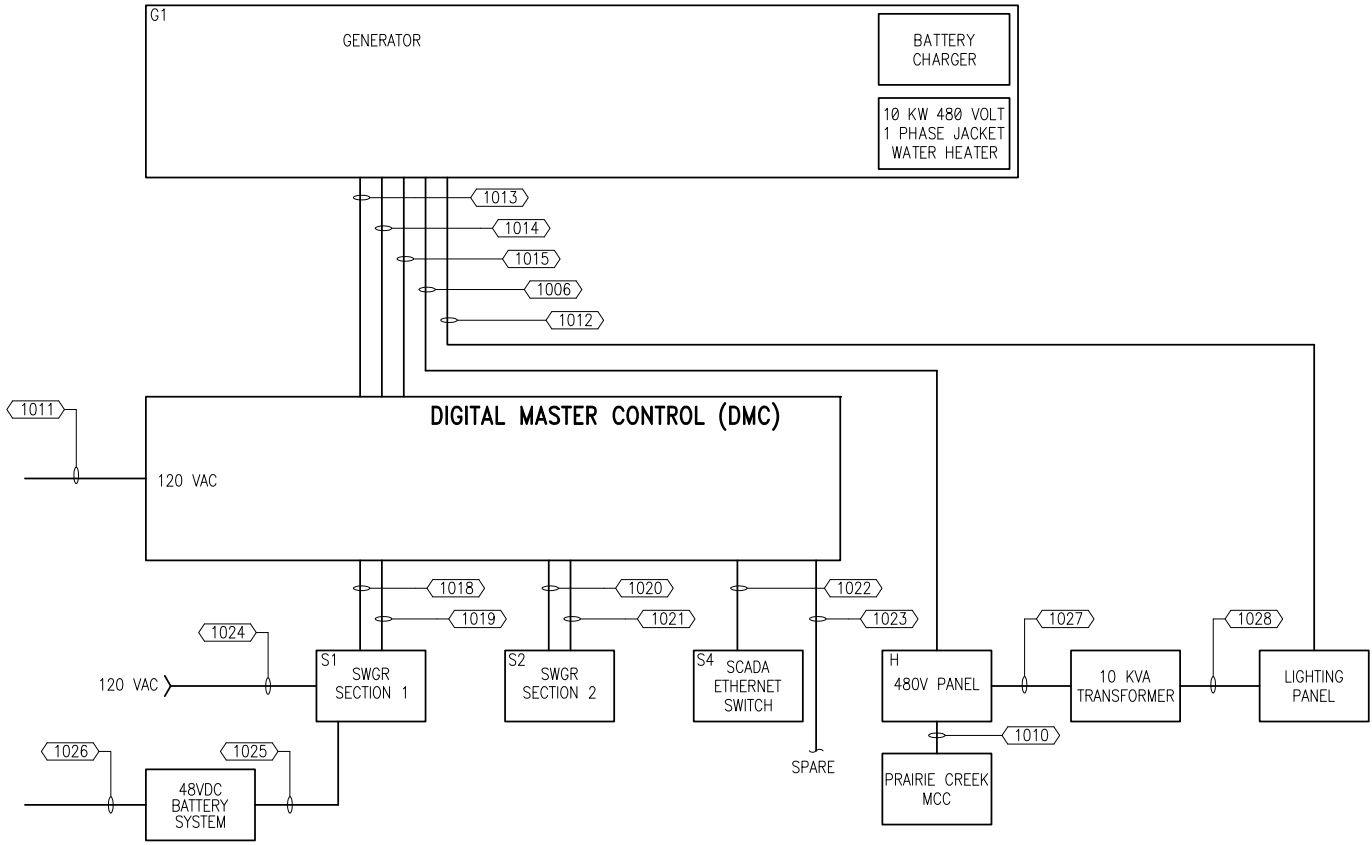 G1
GENERATOR
BATTERY
CHARGER
10 KW 480 VOLT
1 PHASE JACKET
WATER HEATER
1013
1014
1015
1006
1012
1011
DIGITAL MASTER CONTROL (DMC)
120 VAC
1018
1019
1020
1021
1022
1023
1024
1027
1028
120 VAC
S1
SWGR
SECTION 1
S2
SWGR
SECTION 2
S4
SCADA
ETHERNET
SWITCH
H
480V PANEL
10 KVA
TRANSFORMER
LIGHTING
PANEL
1010
1026
1025
48VDC
BATTERY
SYSTEM
SPARE
PRAIRIE CREEK
MCC